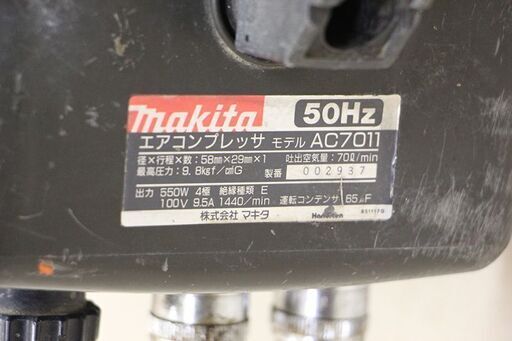 makita 50Hz
エアコンプレッサ モデル AC7011
径×行程×数:58mm×29mm×1 吐出空気量:70ℓ/min
最高圧力:9.8kgf/cm²G 製番 002937
出力 550W 4極 絶縁種類 E
100V 9.5A 1440/min 運転コンデンサ 65μF
株式会社 マキタ